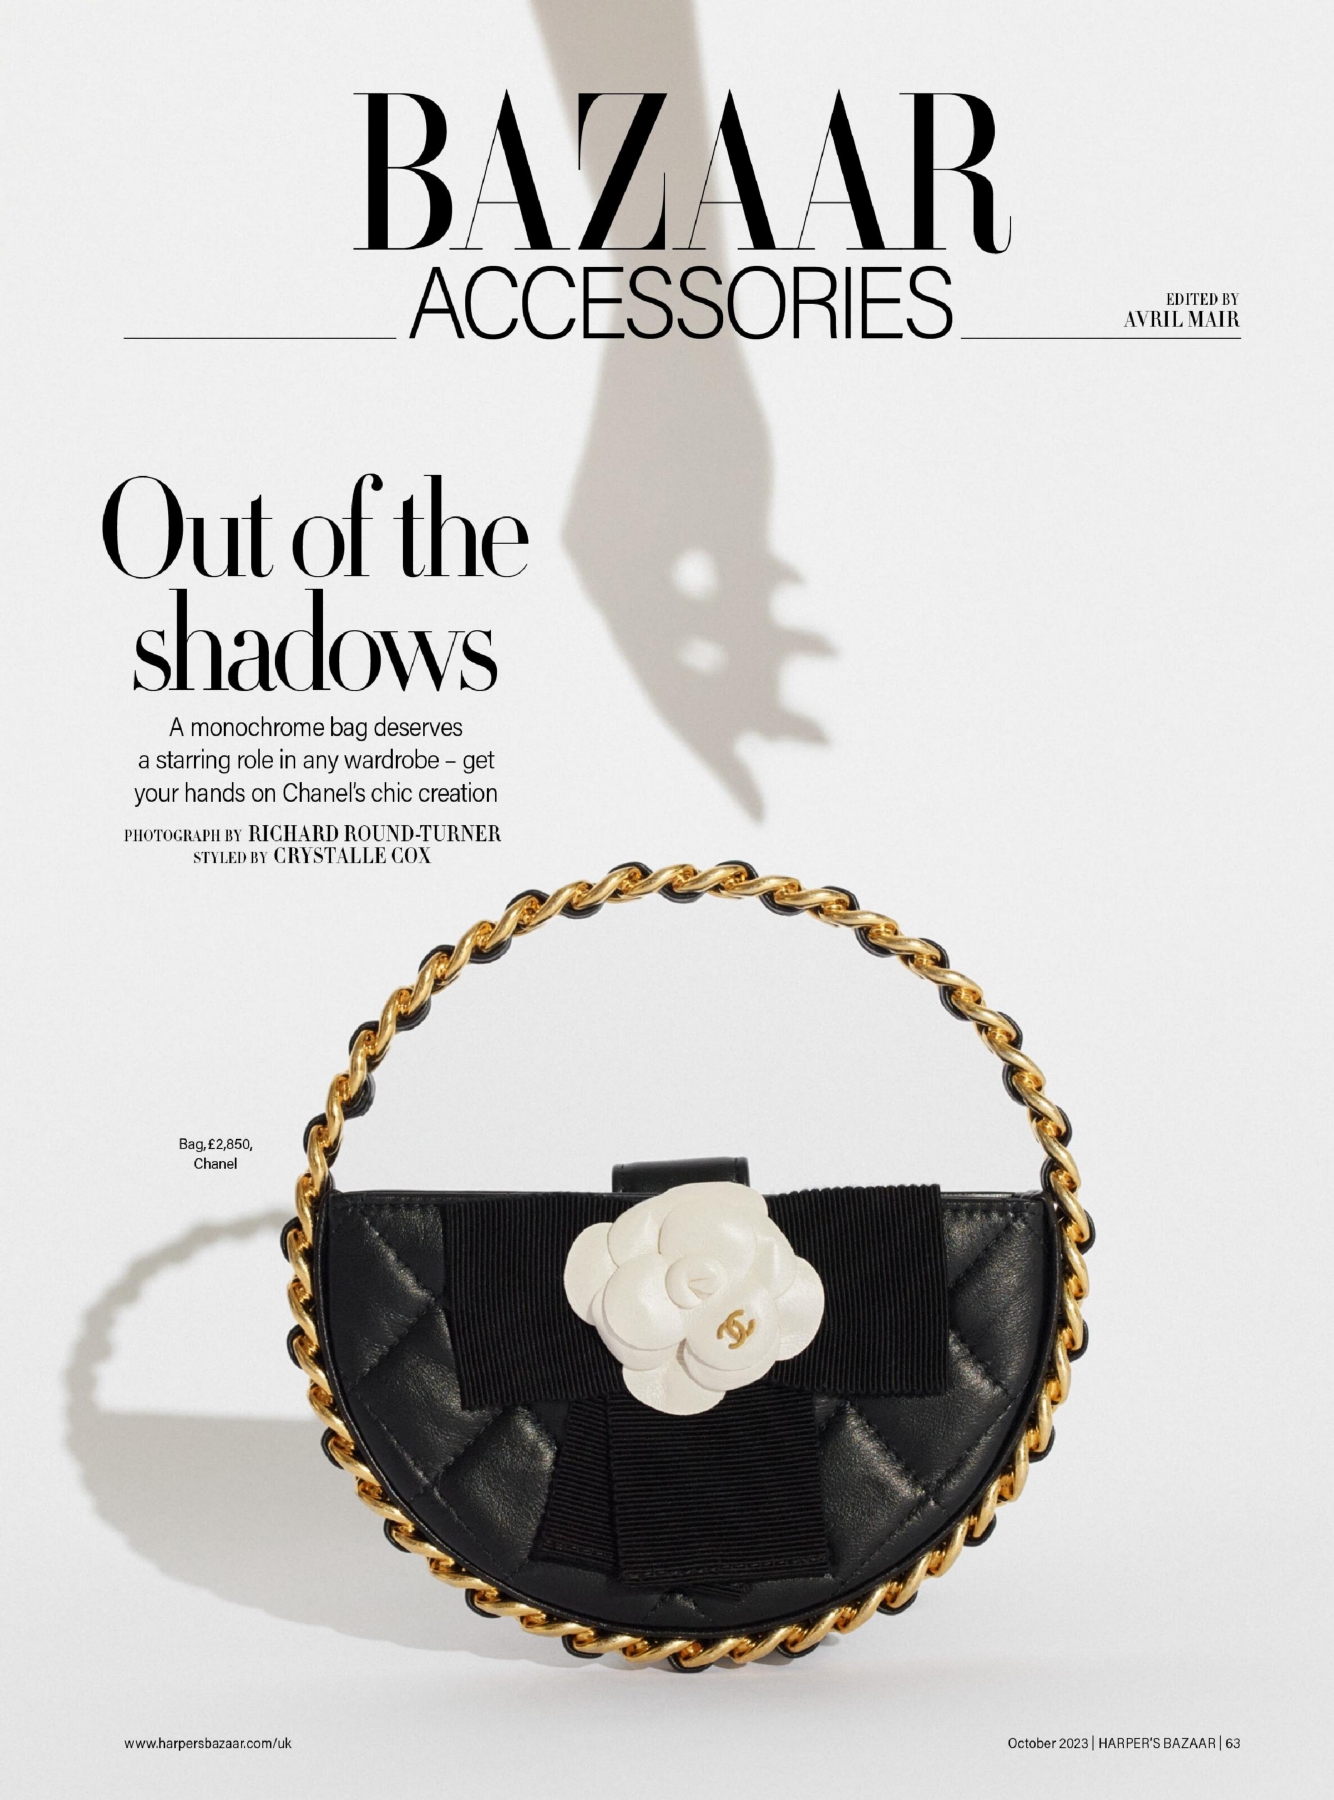 BAZAAR
ACCESSORIES
EDITED BY
AVRIL MAIR
Out of the
shadows
A monochrome bag deserves
a starring role in any wardrobe – get
your hands on Chanel's chic creation
PHOTOGRAPH BY RICHARD ROUND-TURNER
STYLED BY CRYSTALLE COX
Bag, £2,850,
Chanel
www.harpersbazaar.com/uk
October 2023 | HARPER'S BAZAAR | 63